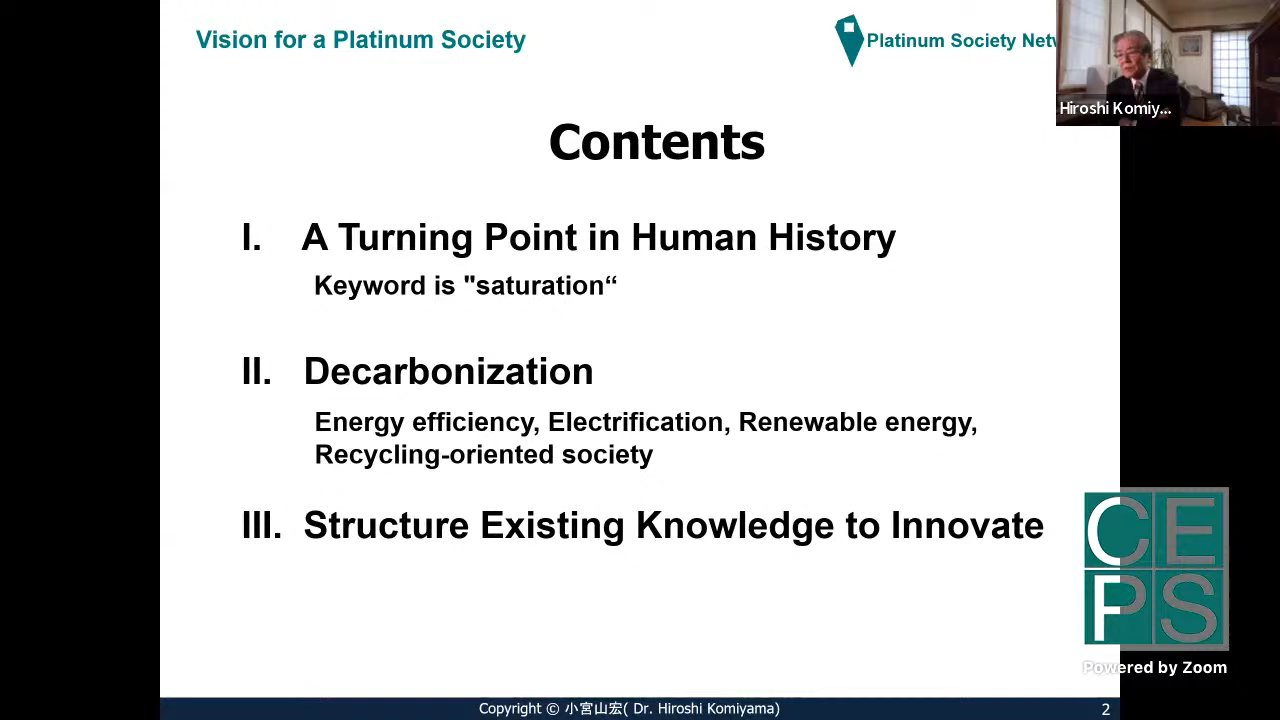 Vision for a Platinum Society
Platinum Society Netw
Hiroshi Komiy...
Contents
I. A Turning Point in Human History
Keyword is "saturation“
II. Decarbonization
Energy efficiency, Electrification, Renewable energy,
Recycling-oriented society
III. Structure Existing Knowledge to Innovate
CE
PS
Powered by Zoom
Copyright © 小宮山宏( Dr. Hiroshi Komiyama)
2